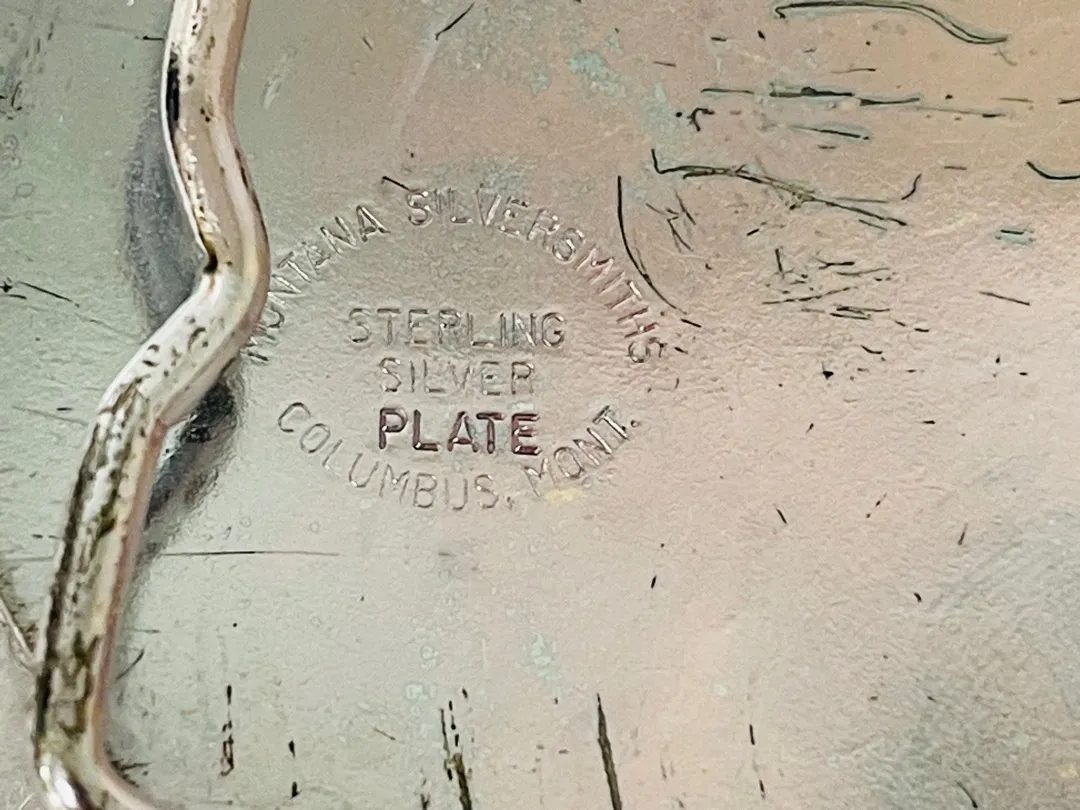 MONTANA SILVERSMITHS
STERLING
SILVER
PLATE
COLUMBUS, MONT.